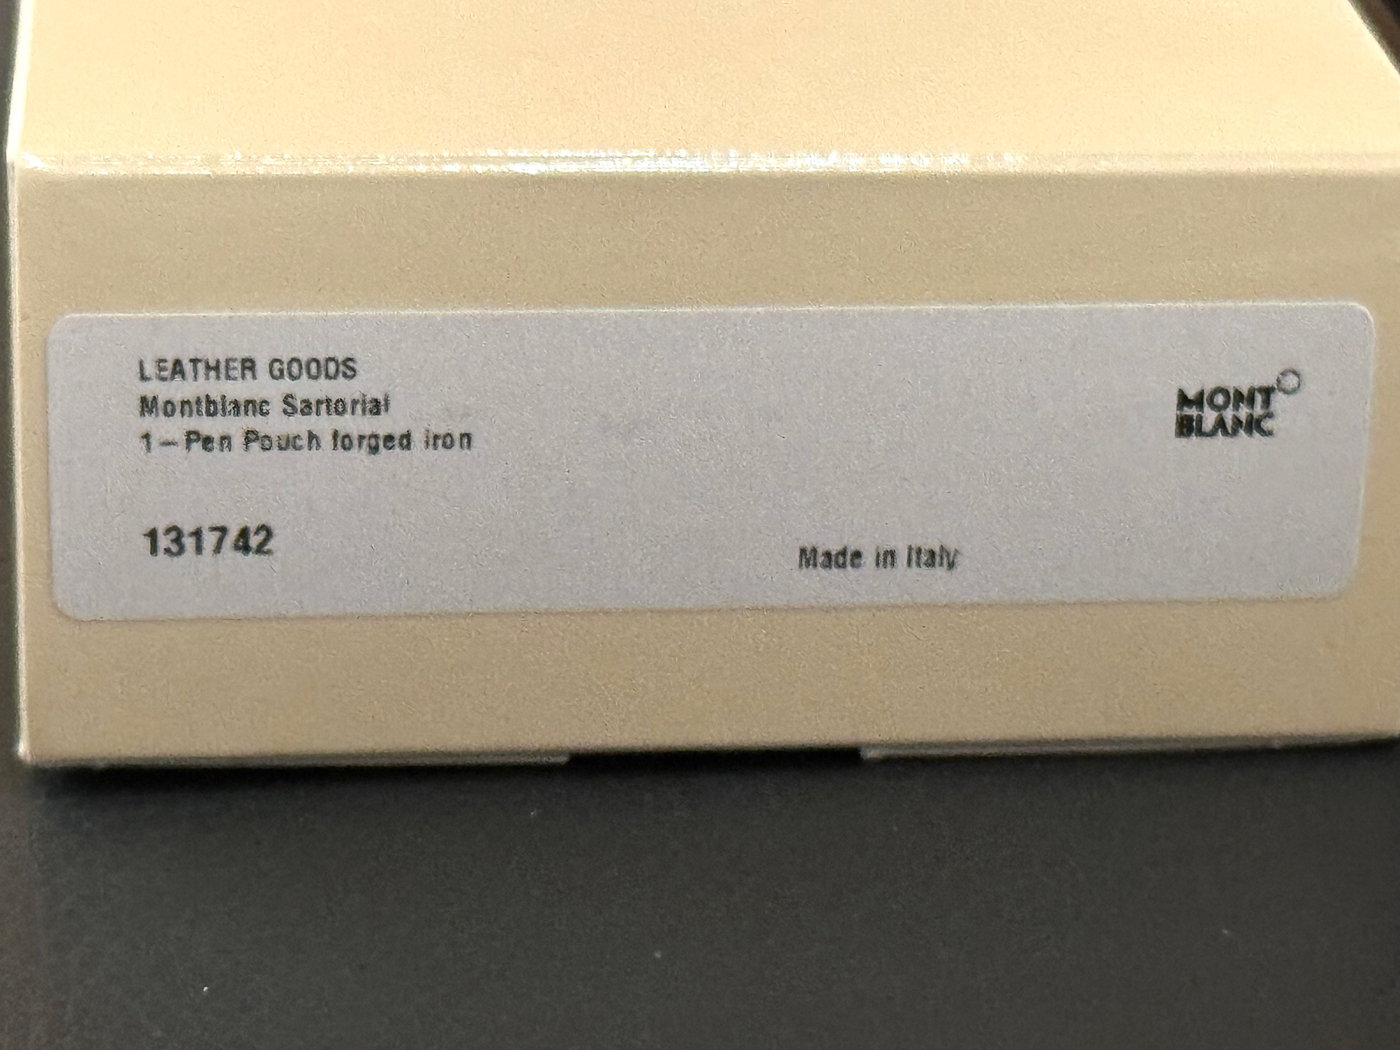 LEATHER GOODS
Montblanc Sartorial
1-Pen Pouch forged iron
MONT
BLANC
131742
Made in Italy